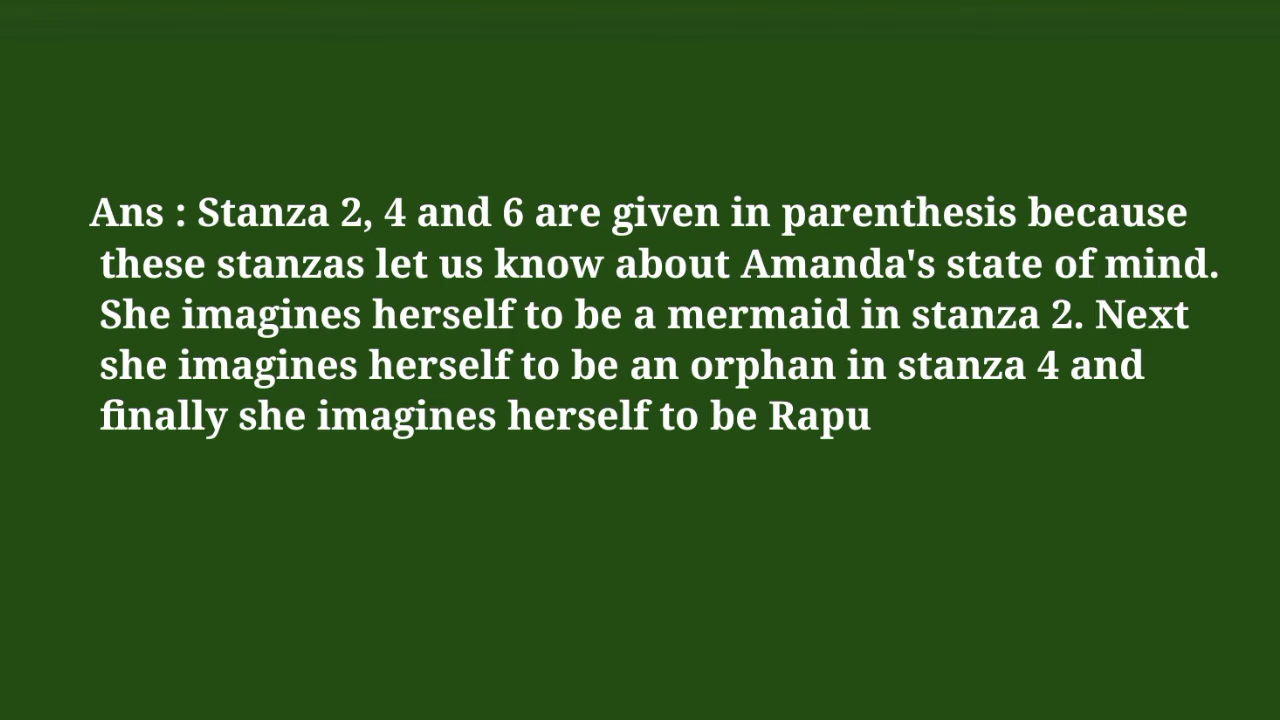 Ans : Stanza 2, 4 and 6 are given in parenthesis because
these stanzas let us know about Amanda's state of mind.
She imagines herself to be a mermaid in stanza 2. Next
she imagines herself to be an orphan in stanza 4 and
finally she imagines herself to be Rapu